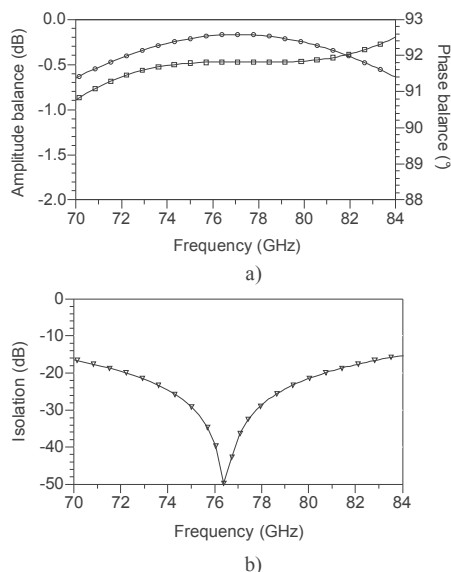 0.0
-0.5
-1.0
-1.5
-2.0
Amplitude balance (dB)
93
92
91
90
89
88
Phase balance (°)
70 72 74 76 78 80 82 84
Frequency (GHz)
a)
0
-10
-20
-30
-40
-50
Isolation (dB)
70 72 75 76 78 80 82 84
Frequency (GHz)
b)